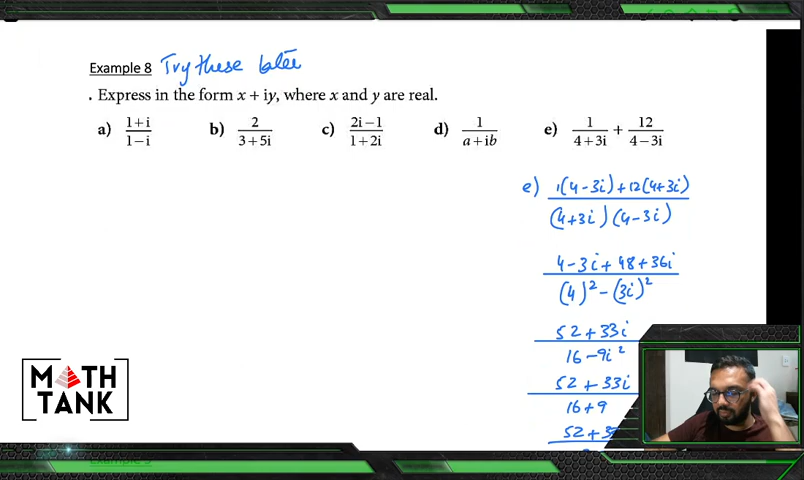 Example 8 Try these later
. Express in the form x + iy, where x and y are real.
a) 1+i/1−i b) 2/3+5i c) 2i−1/1+2i d) 1/a+ib e) 1/4+3i + 12/4−3i
e) 1(4-3i)+12(4+3i)
(4+3i)(4-3i)
4-3i+48+36i
(4)² - (3i)²
52+33i
16-9i²
52+33i
16+9
52+
MATH
TANK